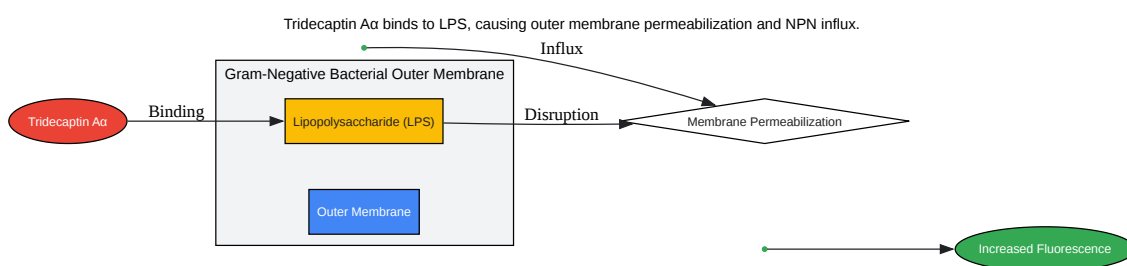 Tridecaptin Aα binds to LPS, causing outer membrane permeabilization and NPN influx.
Influx
Gram-Negative Bacterial Outer Membrane
Tridecaptin Aα
Binding
Lipopolysaccharide (LPS)
Disruption
Membrane Permeabilization
Outer Membrane
Increased Fluorescence